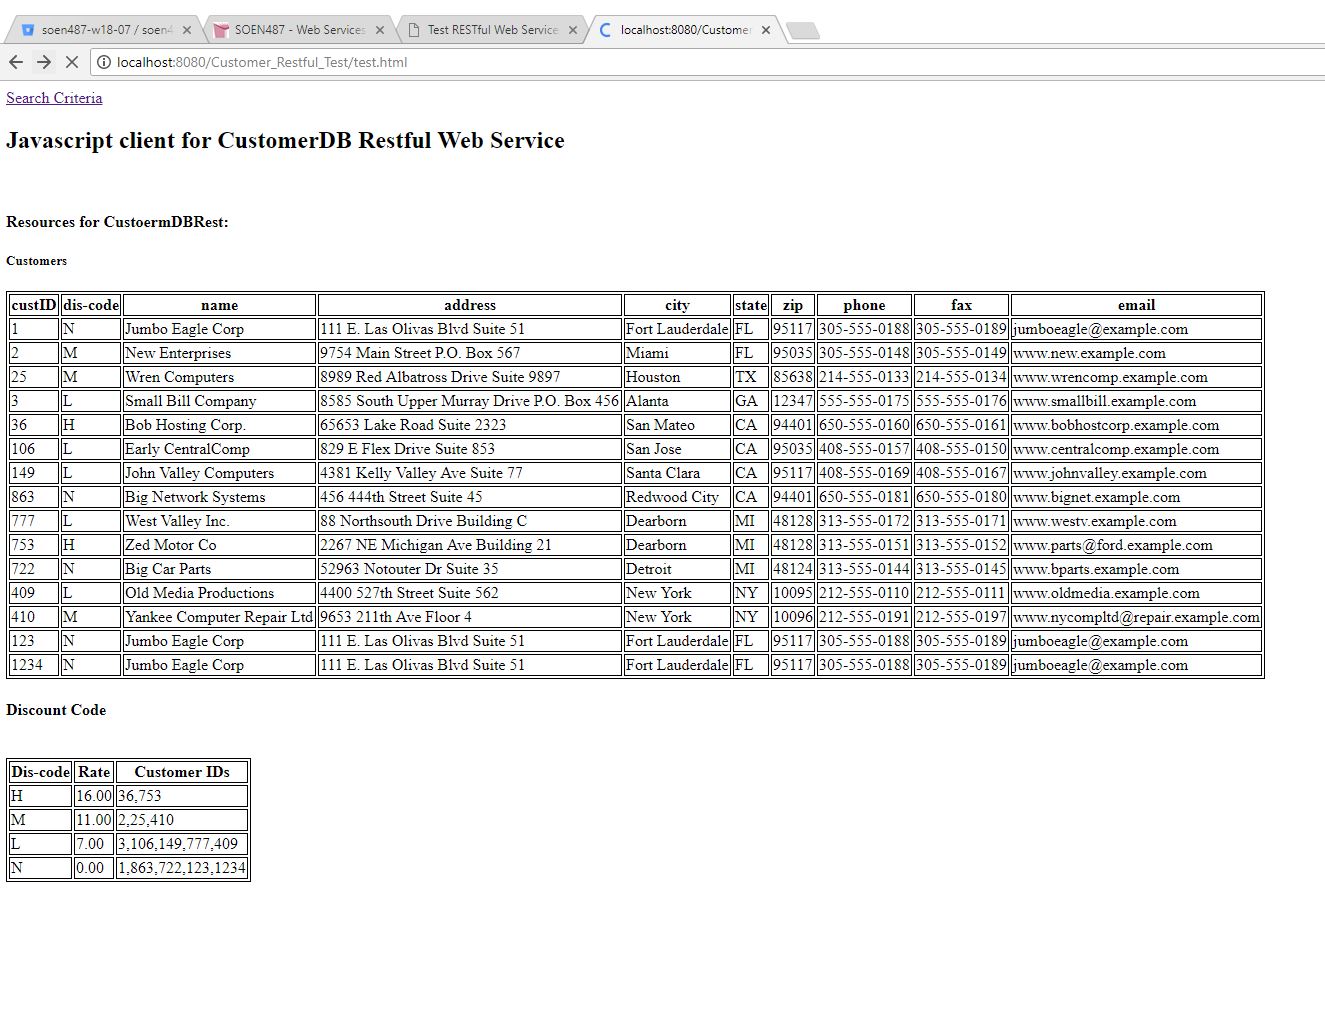 soen487-w18-07 / soen4
SOEN487 - Web Services
Test RESTful Web Service
localhost:8080/Custome
localhost:8080/Customer_Restful_Test/test.html
Search Criteria
Javascript client for CustomerDB Restful Web Service
Resources for CustoermDBRest:
Customers
custID dis-code name address city state zip phone fax email
1 N Jumbo Eagle Corp 111 E. Las Olivas Blvd Suite 51 Fort Lauderdale FL 95117 305-555-0188 305-555-0189 jumboeagle@example.com
2 M New Enterprises 9754 Main Street P.O. Box 567 Miami FL 95035 305-555-0148 305-555-0149 www.new.example.com
25 M Wren Computers 8989 Red Albatross Drive Suite 9897 Houston TX 85638 214-555-0133 214-555-0134 www.wrencomp.example.com
3 L Small Bill Company 8585 South Upper Murray Drive P.O. Box 456 Alanta GA 12347 555-555-0175 555-555-0176 www.smallbill.example.com
36 H Bob Hosting Corp. 65653 Lake Road Suite 2323 San Mateo CA 94401 650-555-0160 650-555-0161 www.bobhostcorp.example.com
106 L Early CentralComp 829 E Flex Drive Suite 853 San Jose CA 95035 408-555-0157 408-555-0150 www.centralcomp.example.com
149 L John Valley Computers 4381 Kelly Valley Ave Suite 77 Santa Clara CA 95117 408-555-0169 408-555-0167 www.johnvalley.example.com
863 N Big Network Systems 456 444th Street Suite 45 Redwood City CA 94401 650-555-0181 650-555-0180 www.bignet.example.com
777 L West Valley Inc. 88 Northsouth Drive Building C Dearborn MI 48128 313-555-0172 313-555-0171 www.westv.example.com
753 H Zed Motor Co 2267 NE Michigan Ave Building 21 Dearborn MI 48128 313-555-0151 313-555-0152 www.parts@ford.example.com
722 N Big Car Parts 52963 Notouter Dr Suite 35 Detroit MI 48124 313-555-0144 313-555-0145 www.bparts.example.com
409 L Old Media Productions 4400 527th Street Suite 562 New York NY 10095 212-555-0110 212-555-0111 www.oldmedia.example.com
410 M Yankee Computer Repair Ltd 9653 211th Ave Floor 4 New York NY 10096 212-555-0191 212-555-0197 www.nycompltd@repair.example.com
123 N Jumbo Eagle Corp 111 E. Las Olivas Blvd Suite 51 Fort Lauderdale FL 95117 305-555-0188 305-555-0189 jumboeagle@example.com
1234 N Jumbo Eagle Corp 111 E. Las Olivas Blvd Suite 51 Fort Lauderdale FL 95117 305-555-0188 305-555-0189 jumboeagle@example.com
Discount Code
Dis-code Rate Customer IDs
H 16.00 36,753
M 11.00 2,25,410
L 7.00 3,106,149,777,409
N 0.00 1,863,722,123,1234